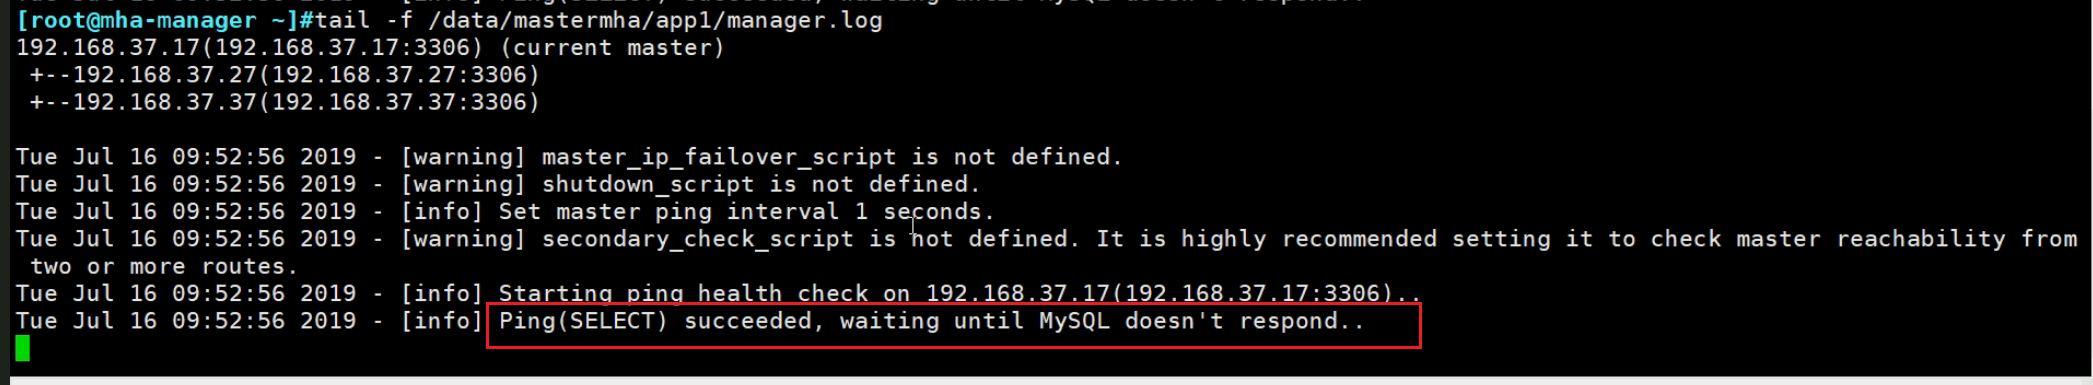 [root@mha-manager ~]#tail -f /data/mastermha/app1/manager.log
192.168.37.17(192.168.37.17:3306) (current master)
 +--192.168.37.27(192.168.37.27:3306)
 +--192.168.37.37(192.168.37.37:3306)
Tue Jul 16 09:52:56 2019 - [warning] master_ip_failover_script is not defined.
Tue Jul 16 09:52:56 2019 - [warning] shutdown_script is not defined.
Tue Jul 16 09:52:56 2019 - [info] Set master ping interval 1 seconds.
Tue Jul 16 09:52:56 2019 - [warning] secondary_check_script is not defined. It is highly recommended setting it to check master reachability from
 two or more routes.
Tue Jul 16 09:52:56 2019 - [info] Starting ping health check on 192.168.37.17(192.168.37.17:3306)..
Tue Jul 16 09:52:56 2019 - [info] Ping(SELECT) succeeded, waiting until MySQL doesn't respond..